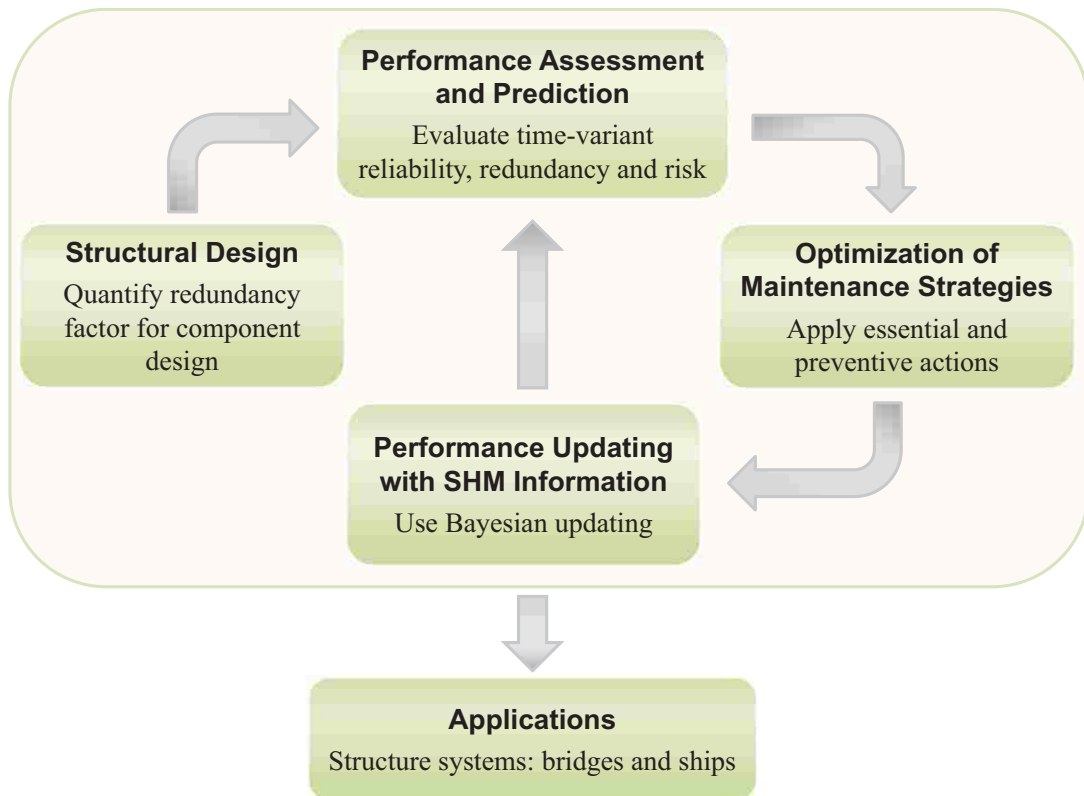 Performance Assessment
and Prediction
Evaluate time-variant
reliability, redundancy and risk
Structural Design
Quantify redundancy
factor for component
design
Optimization of
Maintenance Strategies
Apply essential and
preventive actions
Performance Updating
with SHM Information
Use Bayesian updating
Applications
Structure systems: bridges and ships